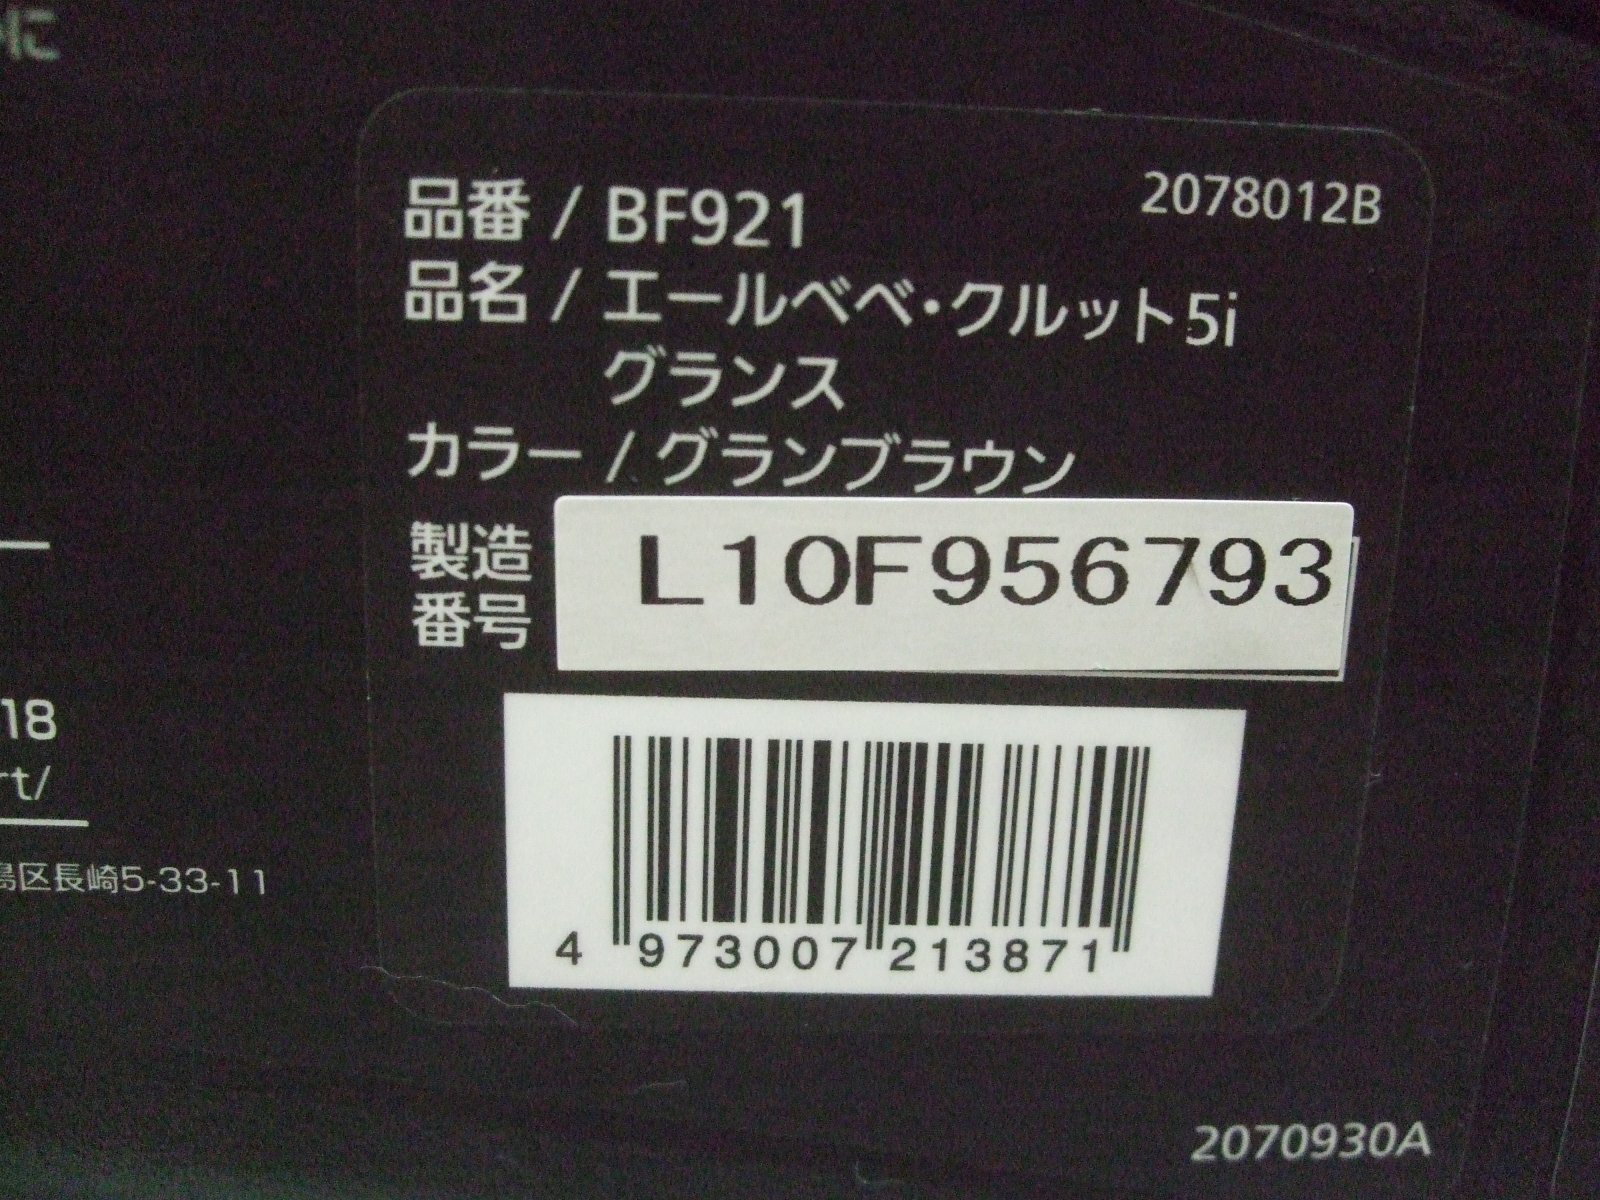 に
2078012B
品番 / BF921
品名 / エールベベ・クルット5i
グランス
カラー / グランブラウン
製造
番号
L10F956793
18
rt/
島区長崎5-33-11
4 973007 213871
2070930A